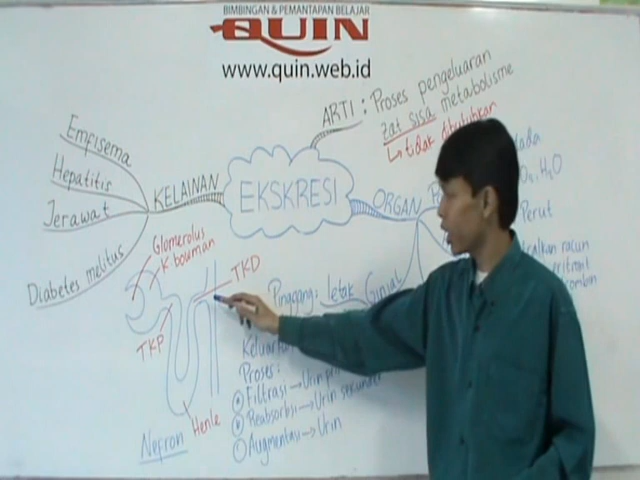 BIMBINGAN & PEMANTAPAN BELAJAR
QUIN
www.quin.web.id
ARTI : Proses pengeluaran
zat sisa metabolisme
↳ tidak dibutuhkan
EKSKRESI
KELAINAN
Emfisema
Hepatitis
Jerawat
Diabetes melitus
ORGAN
dada
Perut
racun
Pinggang : letak Ginjal
Proses :
a Filtrasi → Urin
b Reabsorbsi → Urin sekunder
c Augmentasi → Urin
Glomerolus
K. bouman
TKD
TKP
Henle
Nefron